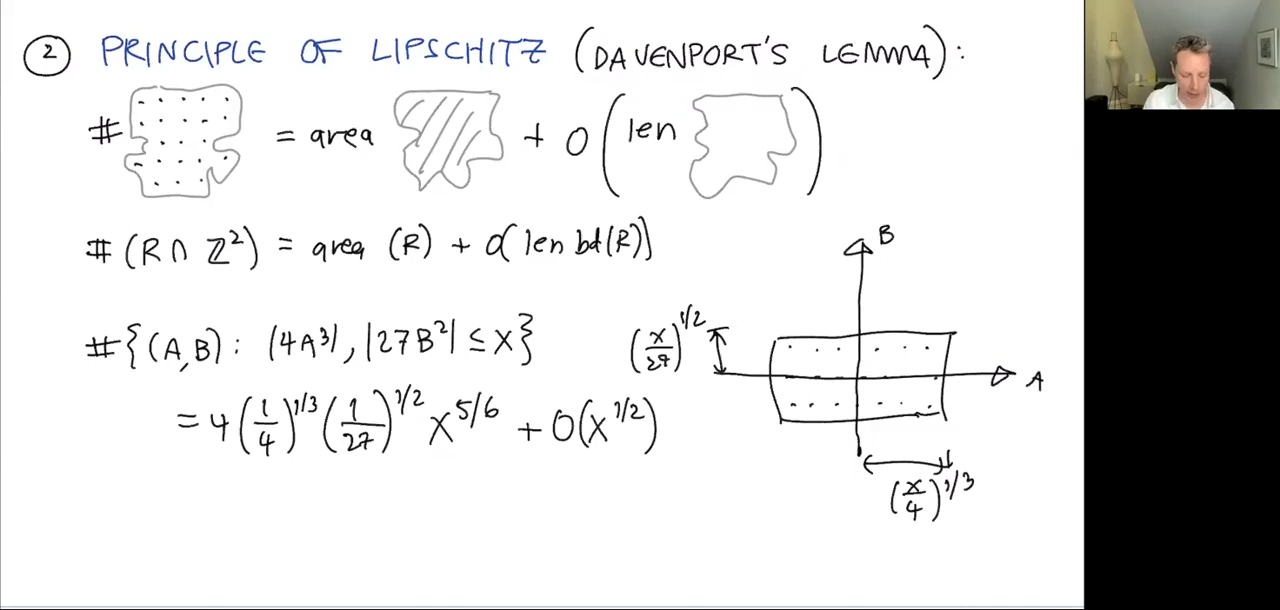 ② PRINCIPLE OF LIPSCHITZ (DAVENPORT'S LEMMA):
# = area + O(len)
# (R ∩ ℤ²) = area (R) + O(len bd(R))
#{(A,B): |4A³|, |27B²| ≤ X}
= 4(1/4)^1/3 (1/27)^1/2 X^5/6 + O(X^1/2)
B
(X/27)^1/2
A
(X/4)^1/3